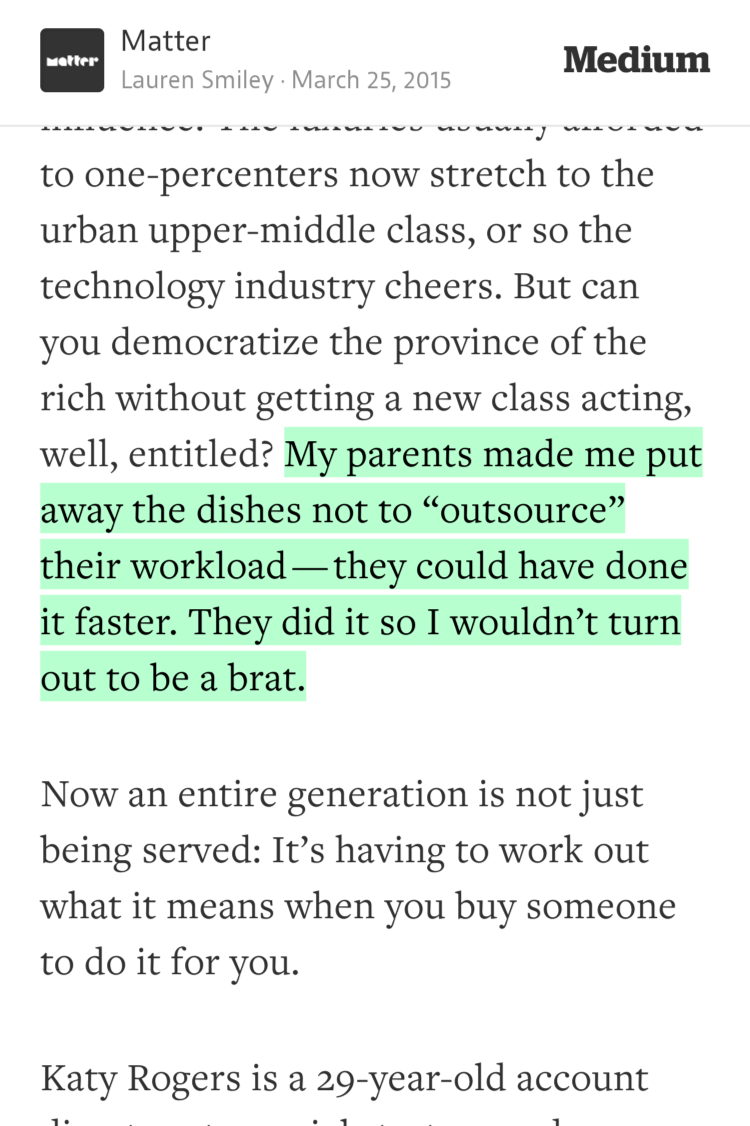 Matter
matter
Lauren Smiley · March 25, 2015
Medium
influence. The luxuries usually afforded
to one-percenters now stretch to the
urban upper-middle class, or so the
technology industry cheers. But can
you democratize the province of the
rich without getting a new class acting,
well, entitled? My parents made me put
away the dishes not to “outsource”
their workload — they could have done
it faster. They did it so I wouldn’t turn
out to be a brat.
Now an entire generation is not just
being served: It’s having to work out
what it means when you buy someone
to do it for you.
Katy Rogers is a 29-year-old account